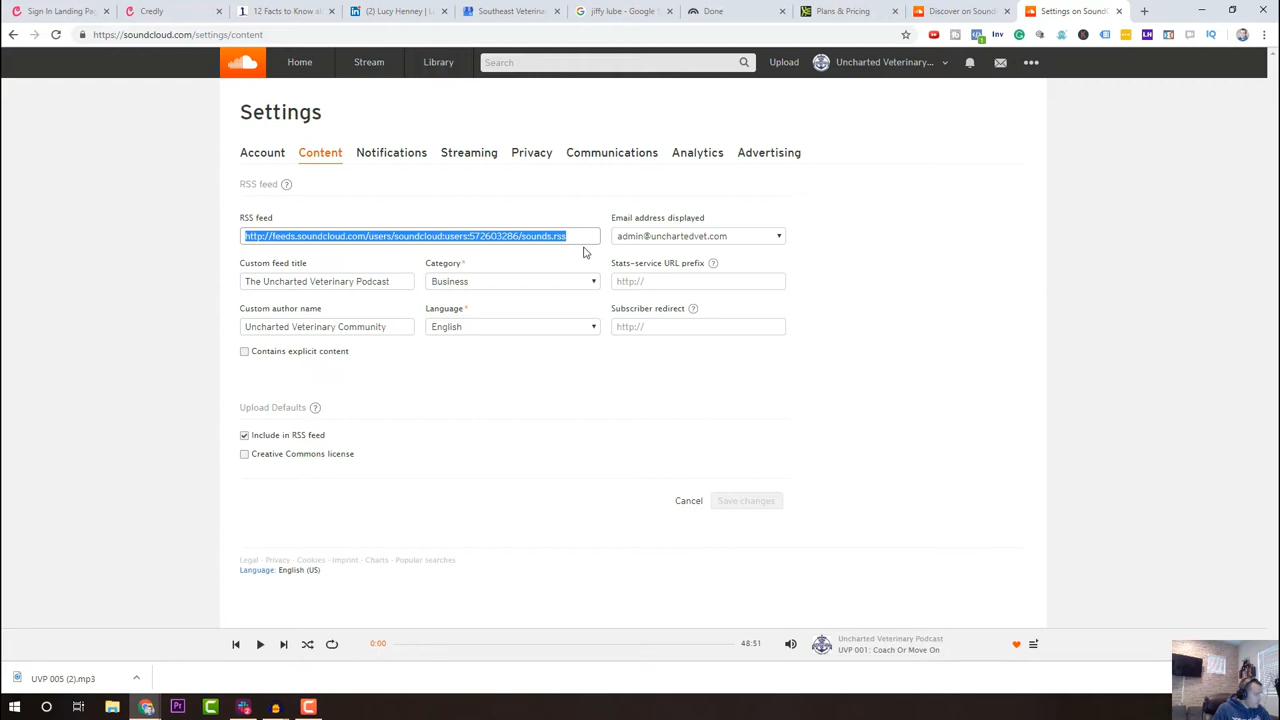 Sign In Landing Pag
Credly
12 Facts to Know al
(2) Lucy Henney | L
Southeast Veterina
jiffy lube - Google
Done
Plans & Pricing
Discover on Sound
Settings on SoundC
https://soundcloud.com/settings/content
Home
Stream
Library
Search
Upload
Uncharted Veterinary...
Settings
Account
Content
Notifications
Streaming
Privacy
Communications
Analytics
Advertising
RSS feed ?
RSS feed
Email address displayed
http://feeds.soundcloud.com/users/soundcloud:users:572603286/sounds.rss
admin@unchartedvet.com
Custom feed title
Category*
Stats-service URL prefix ?
The Uncharted Veterinary Podcast
Business
http://
Custom author name
Language*
Subscriber redirect ?
Uncharted Veterinary Community
English
http://
Contains explicit content
Upload Defaults ?
Include in RSS feed
Creative Commons license
Cancel
Save changes
Legal - Privacy - Cookies - Imprint - Charts - Popular searches
Language: English (US)
0:00
48:51
Uncharted Veterinary Podcast
UVP 001: Coach Or Move On
UVP 005 (2).mp3